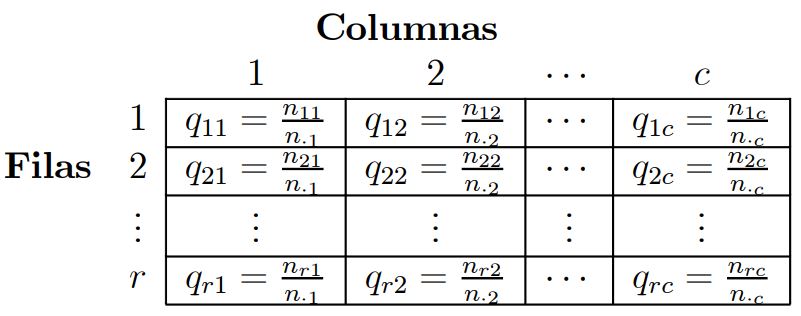 Columnas
1 2 ⋯ c
1 q₁₁ = n₁₁/n.₁ q₁₂ = n₁₂/n.₂ ⋯ q₁c = n₁c/n.c
Filas 2 q₂₁ = n₂₁/n.₁ q₂₂ = n₂₂/n.₂ ⋯ q₂c = n₂c/n.c
⋮ ⋮ ⋮ ⋮ ⋮
r qᵣ₁ = nᵣ₁/n.₁ qᵣ₂ = nᵣ₂/n.₂ ⋯ qᵣc = nᵣc/n.c